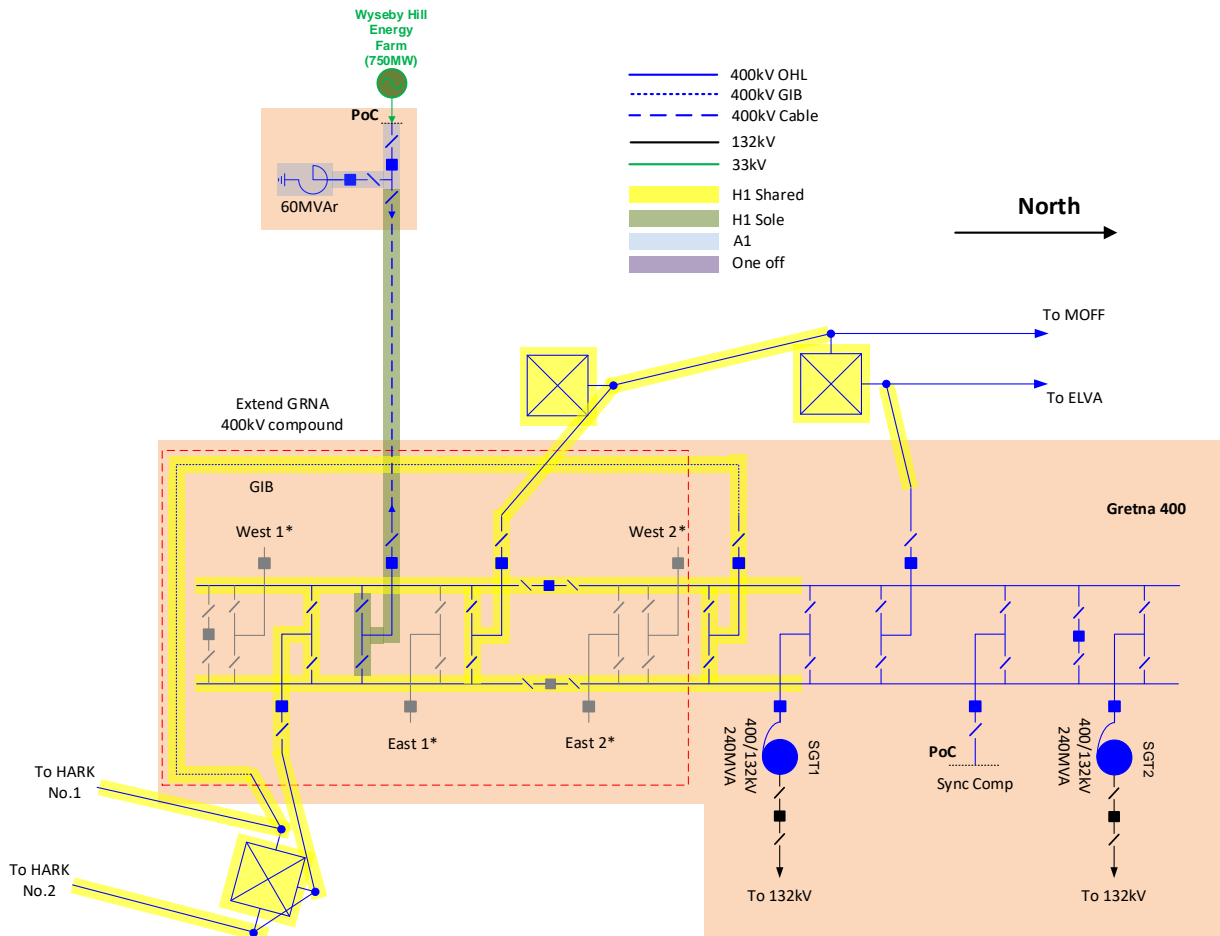 Wyseby Hill
Energy
Farm
(750MW)
PoC
60MVAr
400kV OHL
400kV GIB
400kV Cable
132kV
33kV
H1 Shared
H1 Sole
A1
One off
North
To MOFF
To ELVA
Extend GRNA
400kV compound
GIB
West 1*
West 2*
Gretna 400
East 1*
East 2*
To HARK
No.1
To HARK
No.2
SGT1
400/132kV
240MVA
PoC
Sync Comp
SGT2
400/132kV
240MVA
To 132kV
To 132kV